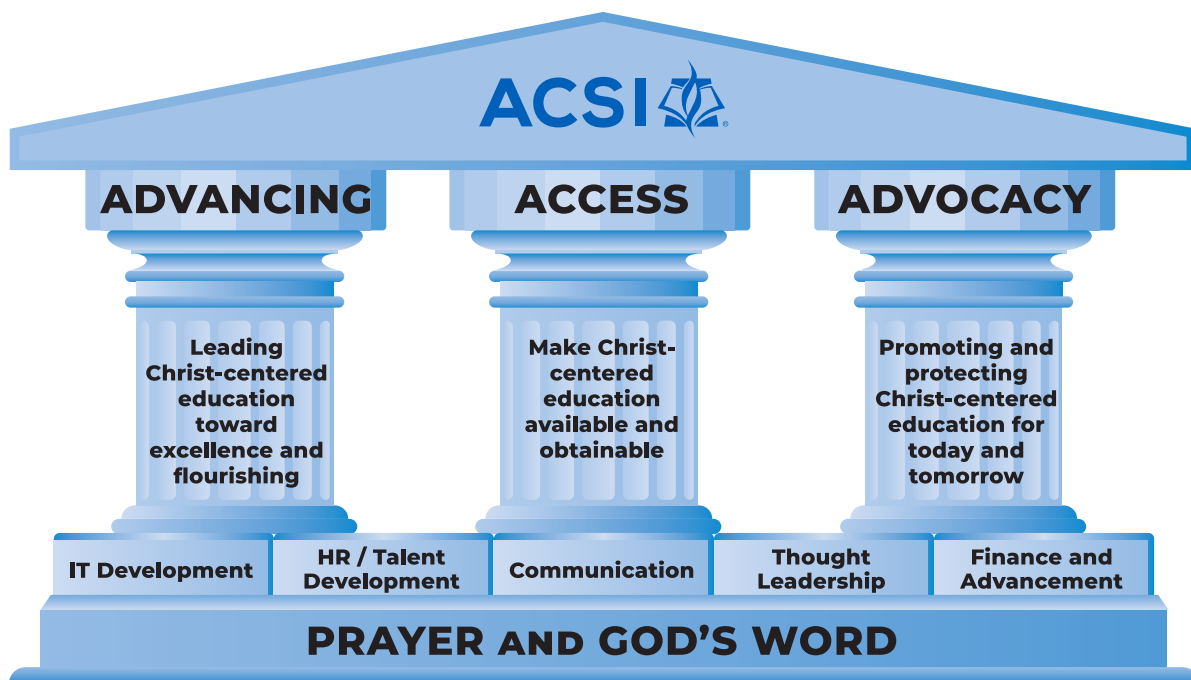 ACSI
®
ADVANCING
ACCESS
ADVOCACY
Leading
Christ-centered
education
toward
excellence and
flourishing
Make Christ-
centered
education
available and
obtainable
Promoting and
protecting
Christ-centered
education for
today and
tomorrow
IT Development
HR / Talent
Development
Communication
Thought
Leadership
Finance and
Advancement
PRAYER AND GOD'S WORD